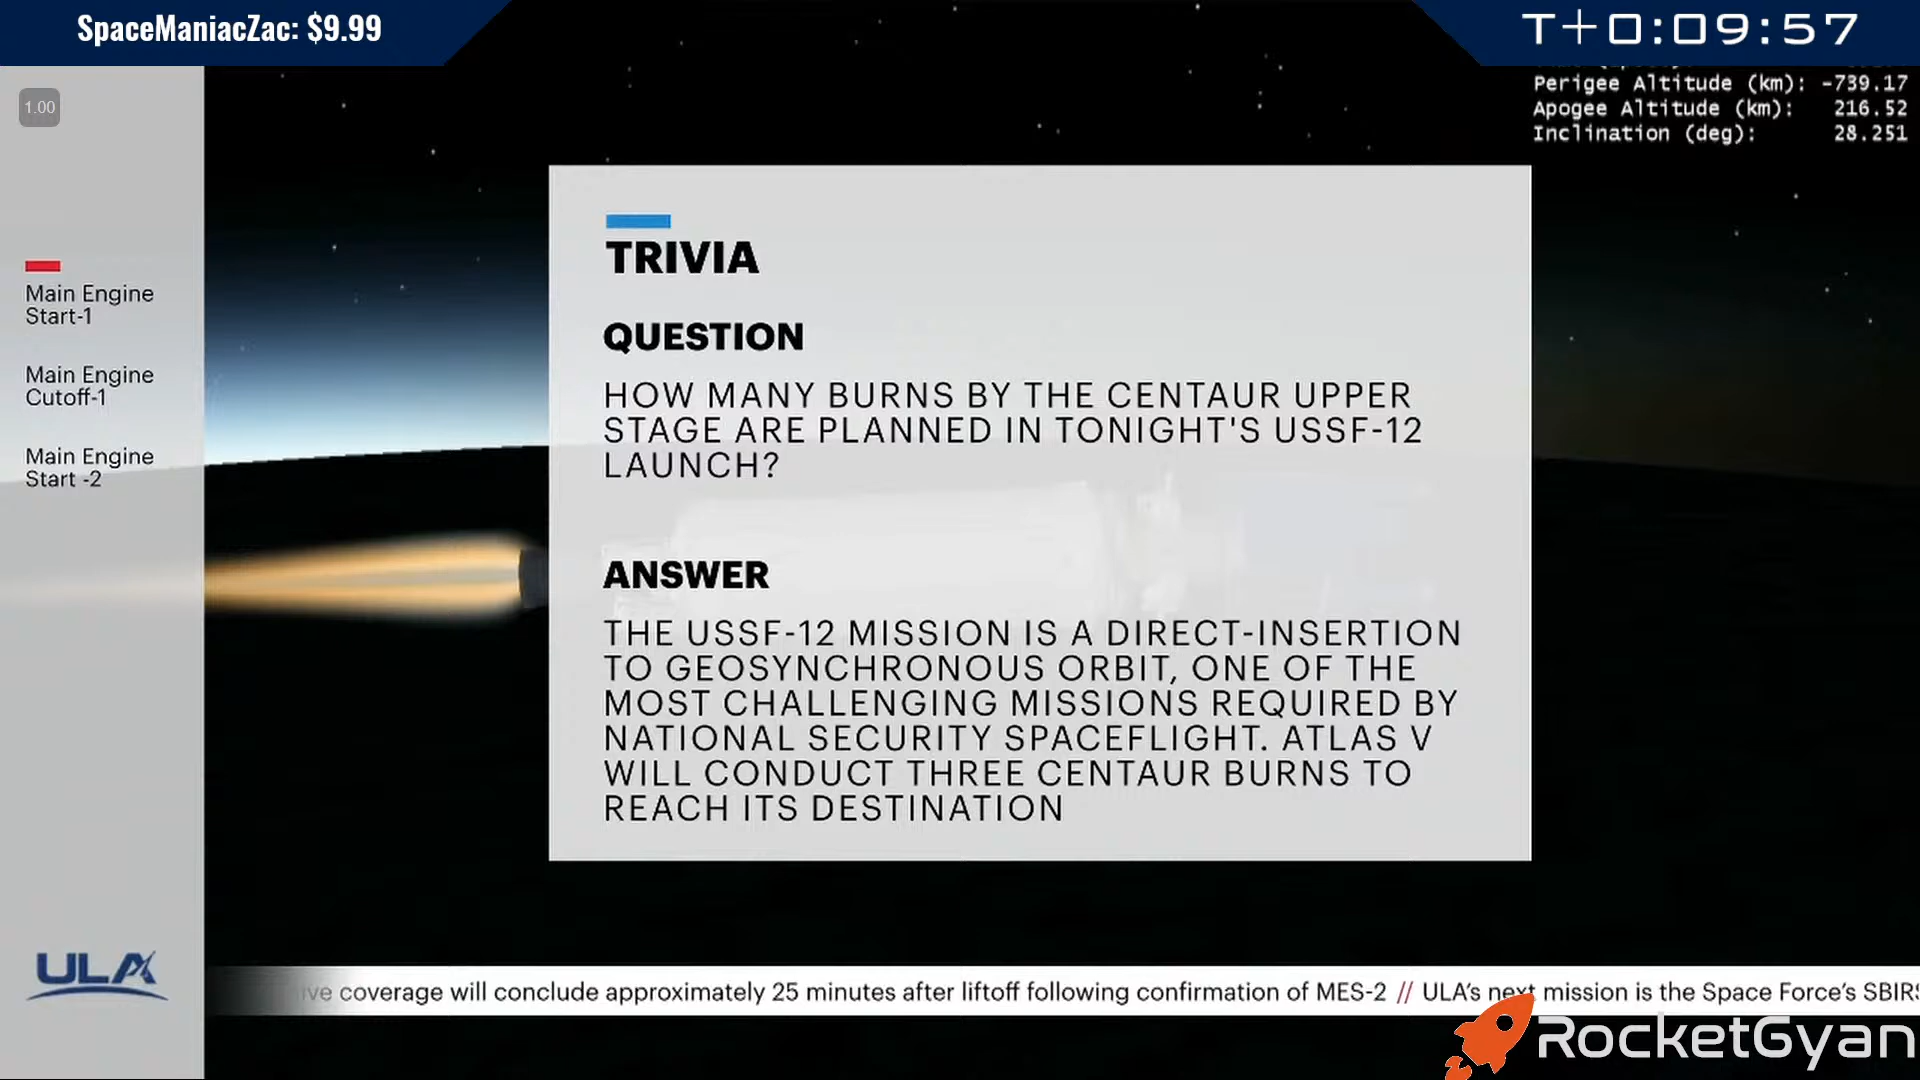 SpaceManiacZac: $9.99
T+0:09:57
Perigee Altitude (km): -739.17
Apogee Altitude (km): 216.52
Inclination (deg): 28.251
1.00
Main Engine
Start-1
Main Engine
Cutoff-1
Main Engine
Start -2
TRIVIA
QUESTION
HOW MANY BURNS BY THE CENTAUR UPPER
STAGE ARE PLANNED IN TONIGHT'S USSF-12
LAUNCH?
ANSWER
THE USSF-12 MISSION IS A DIRECT-INSERTION
TO GEOSYNCHRONOUS ORBIT, ONE OF THE
MOST CHALLENGING MISSIONS REQUIRED BY
NATIONAL SECURITY SPACEFLIGHT. ATLAS V
WILL CONDUCT THREE CENTAUR BURNS TO
REACH ITS DESTINATION
ULA
coverage will conclude approximately 25 minutes after liftoff following confirmation of MES-2 // ULA's next mission is the Space Force's SBIRS
RocketGyan